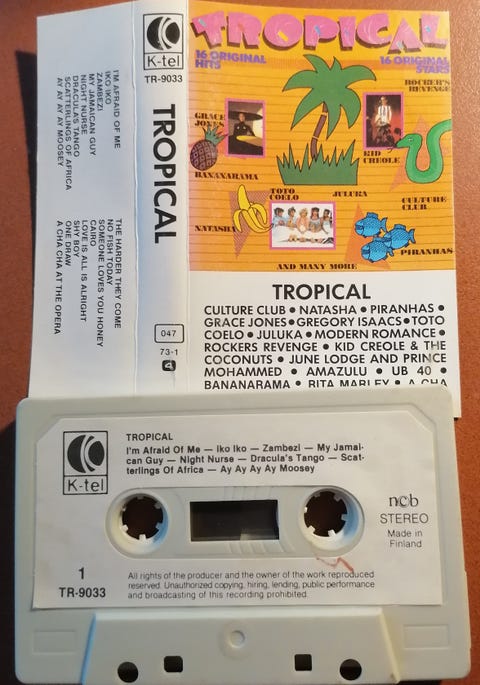 K-tel
TR-9033
TROPICAL
I'M AFRAID OF ME
IKO IKO
ZAMBEZI
MY JAMAICAN GUY
NIGHT NURSE
DRACULA'S TANGO
SCATTERLINGS OF AFRICA
AY AY AY AY MOOSEY
THE HARDER THEY COME
NO FISH TODAY
SOMEONE LOVES YOU HONEY
CAIRO
LOVE IS ALL IS ALRIGHT
SHY BOY
ONE DRAW
A CHA CHA AT THE OPERA
047
73-1
TROPICAL
16 ORIGINAL
HITS
16 ORIGINAL
STARS
ROCKER'S
REVENGE
GRACE
JONES
KID
CREOLE
BANANARAMA
TOTO
COELO
JULUKA
CULTURE
CLUB
NATASHA
PIRANHAS
AND MANY MORE
TROPICAL
CULTURE CLUB • NATASHA • PIRANHAS •
GRACE JONES • GREGORY ISAACS • TOTO
COELO • JULUKA • MODERN ROMANCE •
ROCKERS REVENGE • KID CREOLE & THE
COCONUTS • JUNE LODGE AND PRINCE
MOHAMMED • AMAZULU • UB 40 •
BANANARAMA • RITA MARLEY • A CHA
K-tel
TROPICAL
I'm Afraid Of Me — Iko Iko — Zambezi — My Jamai-
can Guy — Night Nurse — Dracula's Tango — Scat-
terlings Of Africa — Ay Ay Ay Ay Moosey
ncb
STEREO
Made in
Finland
1
TR-9033
All rights of the producer and the owner of the work reproduced
reserved. Unauthorized copying, hiring, lending, public performance
and broadcasting of this recording prohibited.